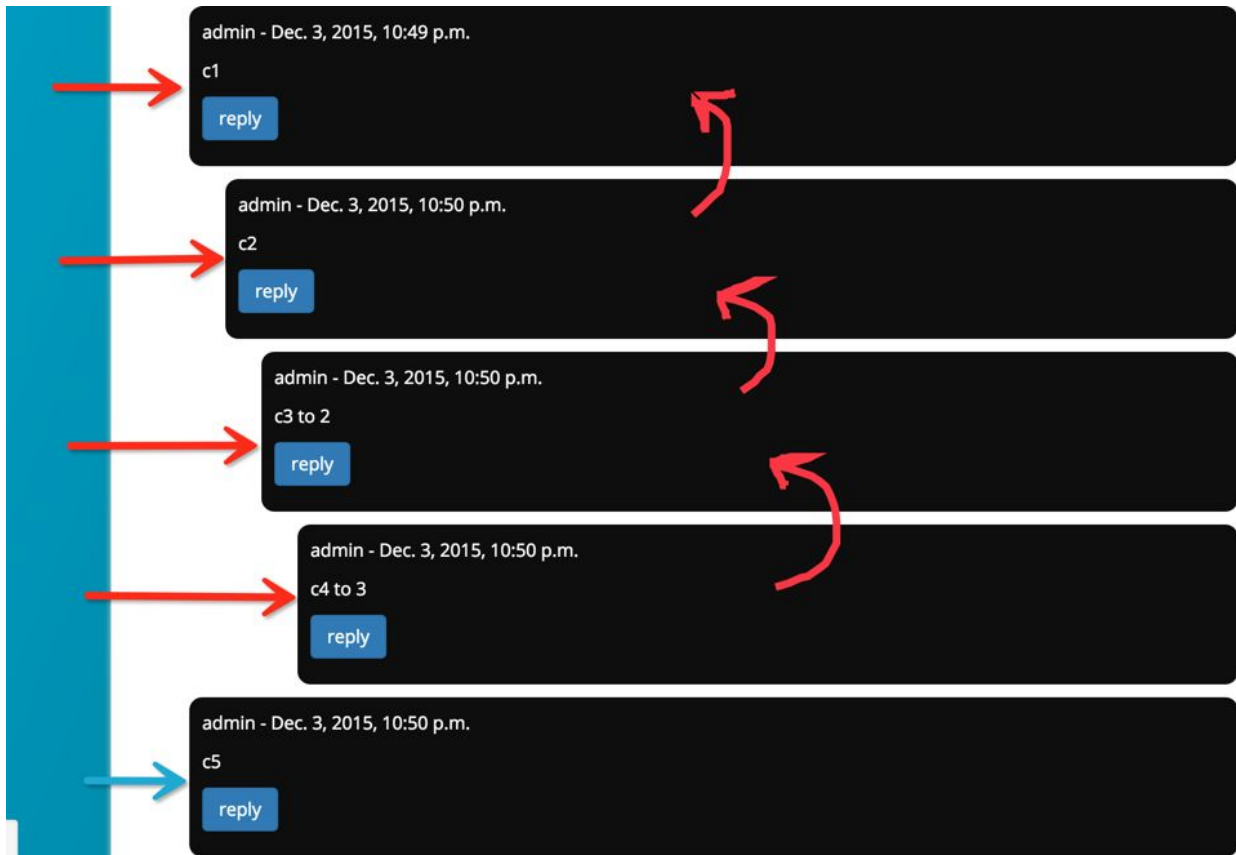 admin - Dec. 3, 2015, 10:49 p.m.
c1
reply
admin - Dec. 3, 2015, 10:50 p.m.
c2
reply
admin - Dec. 3, 2015, 10:50 p.m.
c3 to 2
reply
admin - Dec. 3, 2015, 10:50 p.m.
c4 to 3
reply
admin - Dec. 3, 2015, 10:50 p.m.
c5
reply